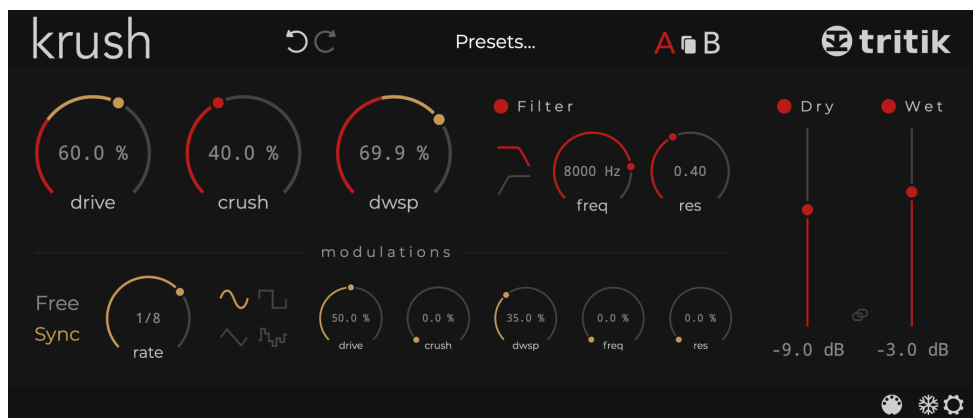 krush
Presets...
A B
tritik
Filter
Dry
Wet
60.0 %
40.0 %
69.9 %
8000 Hz
0.40
drive
crush
dwsp
freq
res
modulations
Free
Sync
1/8
rate
50.0 %
0.0 %
35.0 %
0.0 %
0.0 %
drive
crush
dwsp
freq
res
-9.0 dB
-3.0 dB